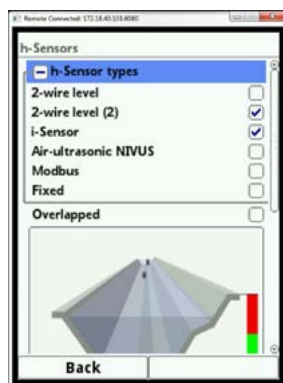 Remote Connected: 172.18.40.101:8080
h-Sensors
h-Sensor types
2-wire level
2-wire level (2)
i-Sensor
Air-ultrasonic NIVUS
Modbus
Fixed
Overlapped
Back